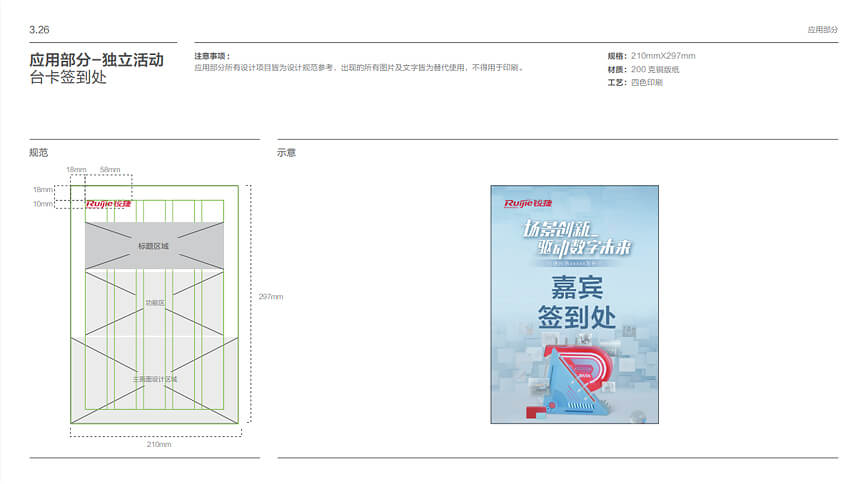 3.26
应用部分
应用部分–独立活动
台卡签到处
注意事项：
应用部分所有设计项目皆为设计规范参考，出现的所有图片及文字皆为替代使用，不得用于印刷。
规格：210mmX297mm
材质：200 克铜版纸
工艺：四色印刷
规范
示意
18mm
58mm
18mm
10mm
Ruijie锐捷
标题区域
功能区
主画面设计区域
297mm
210mm
Ruijie锐捷
场景创新
驱动数字未来
嘉宾
签到处